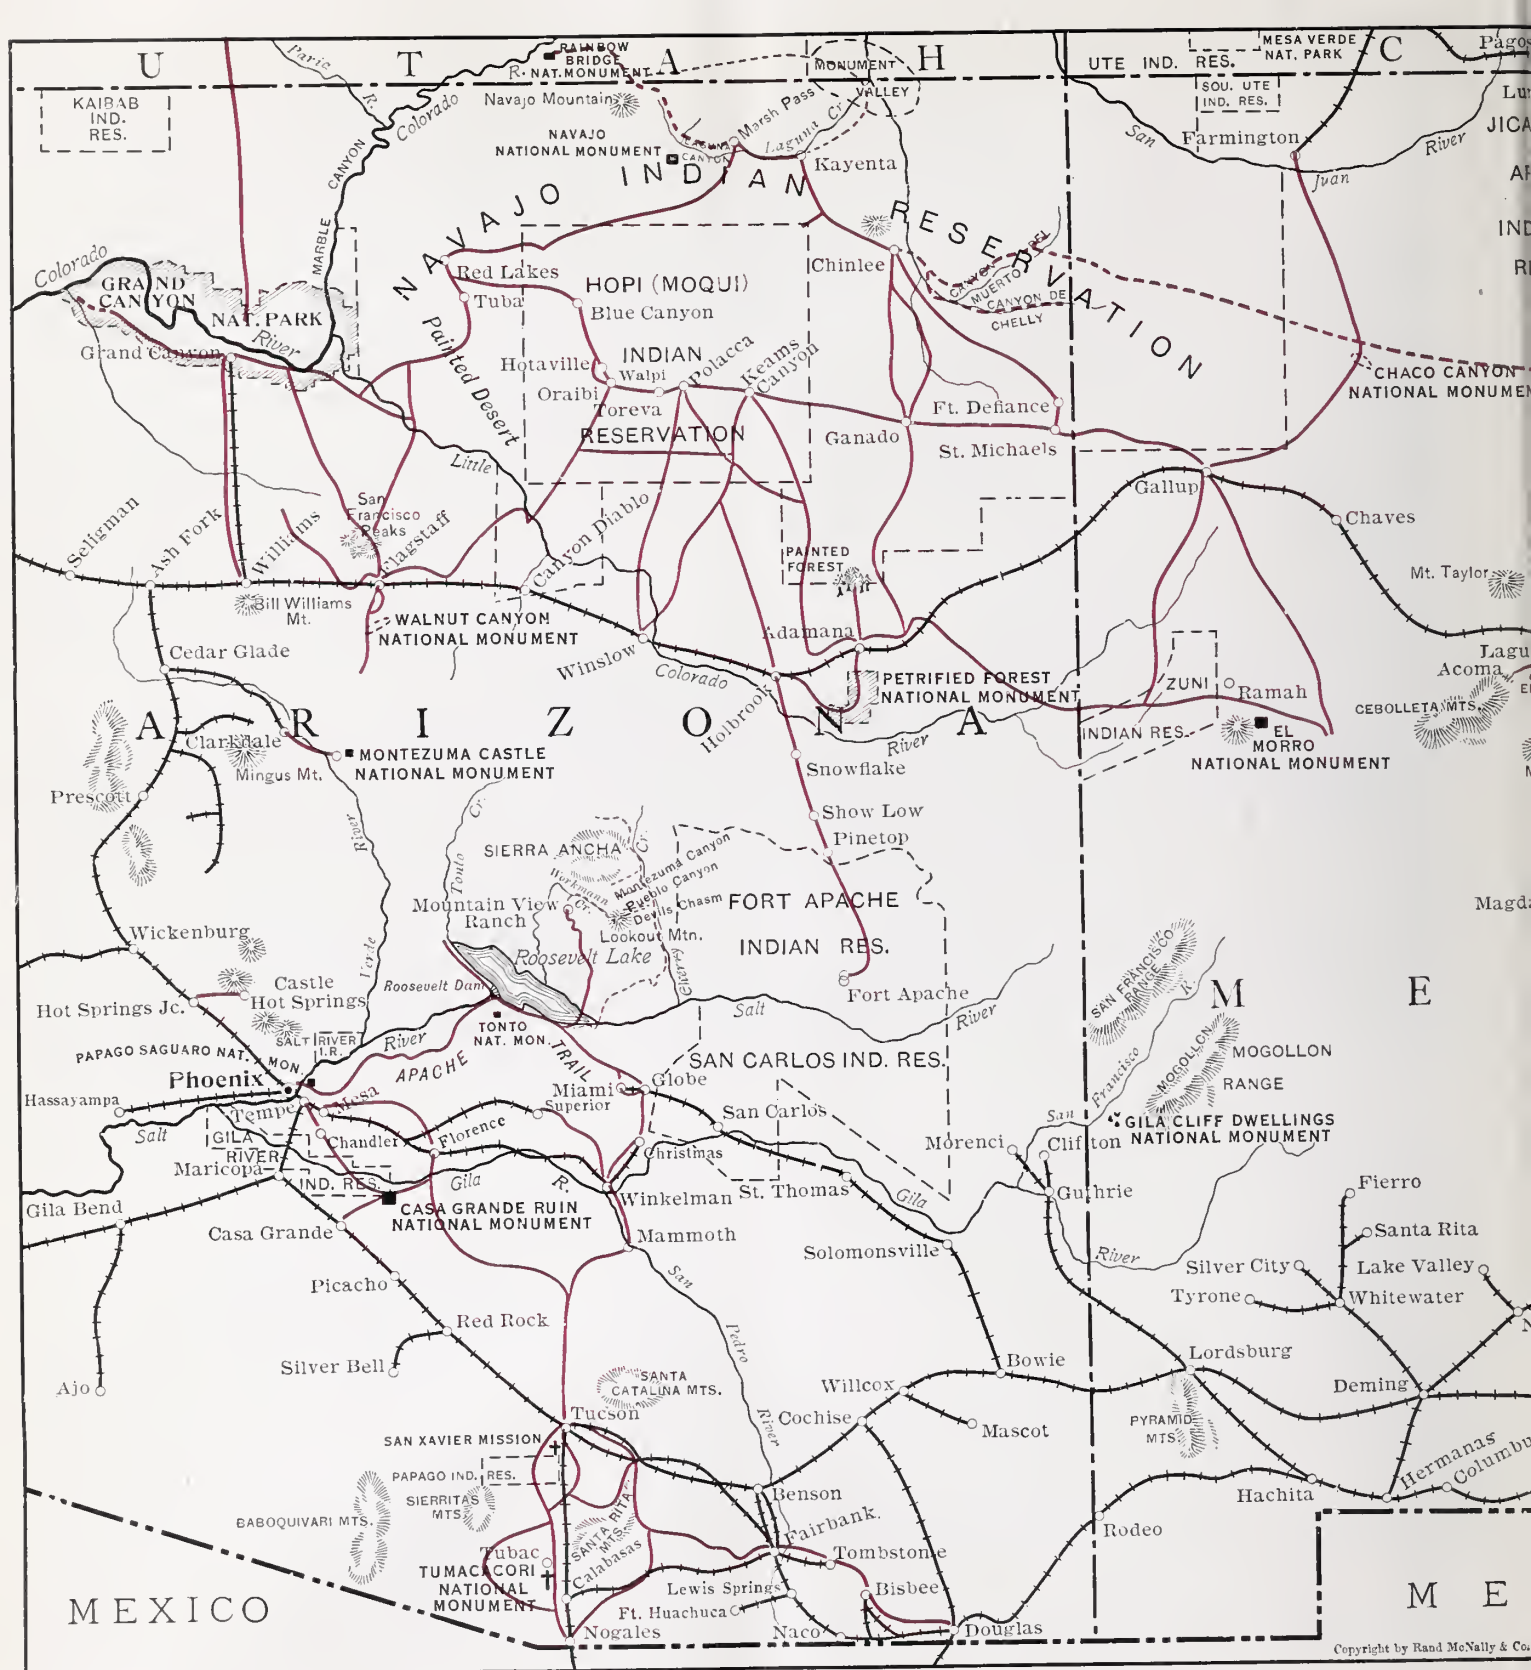 U T A H C
Paria R.
R.
RAINBOW
BRIDGE
NAT. MONUMENT
MONUMENT
VALLEY
UTE IND. RES.
MESA VERDE
NAT. PARK
Pagos
KAIBAB
IND.
RES.
Colorado
Navajo Mountain
Marsh Pass
Laguna Cr.
SOU. UTE
IND. RES.
NAVAJO
NATIONAL MONUMENT
LAGUNA
CANYON
Kayenta
San
Juan
River
Farmington
JICA
MARBLE CANYON
NAVAJO INDIAN RESERVATION
IND
Colorado
GRAND
CANYON
NAT. PARK
River
Grand Canyon
Red Lakes
Tuba
HOPI (MOQUI)
Blue Canyon
INDIAN
RESERVATION
Chinlee
CANYON DEL
MUERTO
CANYON DE
CHELLY
Painted Desert
Hotaville
Walpi
Oraibi
Toreva
Polacca
Keams
Canyon
Ganado
Ft. Defiance
St. Michaels
CHACO CANYON
NATIONAL MONUMEN
Little
Gallup
Chaves
Seligman
Ash Fork
Williams
San
Francisco
Peaks
Flagstaff
Canyon Diablo
PAINTED
FOREST
Mt. Taylor
Bill Williams
Mt.
WALNUT CANYON
NATIONAL MONUMENT
Winslow
Colorado
Adamana
Cedar Glade
Holbrook
PETRIFIED FOREST
NATIONAL MONUMENT
ZUNI
INDIAN RES.
Ramah
Lagu
Acoma
CEBOLLETA MTS.
A R I Z O N A
River
Clarkdale
Mingus Mt.
MONTEZUMA CASTLE
NATIONAL MONUMENT
EL
MORRO
NATIONAL MONUMENT
Prescott
Snowflake
Show Low
Pinetop
River
Verde
Tonto
Cr.
SIERRA ANCHA
Workmann
Cr.
Cr.
Cherry
Montezuma Canyon
Pueblo Canyon
Devils Chasm
Lookout Mtn.
Mountain View
Ranch
Roosevelt Lake
Roosevelt Dam
FORT APACHE
INDIAN RES.
Fort Apache
Magda
Wickenburg
Castle
Hot Springs
Hot Springs Jc.
SALT RIVER
I.R.
River
TONTO
NAT. MON.
APACHE TRAIL
Salt
River
SAN FRANCISCO
RANGE
M E
PAPAGO SAGUARO NAT. MON.
Phoenix
Hassayampa
Tempe
Mesa
Miami
Globe
Superior
SAN CARLOS IND. RES.
San Carlos
San
Francisco
R.
MOGOLLON
MOGOLLON
RANGE
GILA CLIFF DWELLINGS
NATIONAL MONUMENT
Salt
GILA
RIVER
IND. RES.
Chandler
Florence
Christmas
Maricopa
Gila
R.
Winkelman
St. Thomas
Gila
Morenci
Clifton
Guthrie
River
Fierro
Santa Rita
Gila Bend
Casa Grande
CASA GRANDE RUIN
NATIONAL MONUMENT
Mammoth
San
Pedro
River
Solomonsville
Silver City
Lake Valley
Tyrone
Whitewater
Picacho
Red Rock
Silver Bell
Ajo
SANTA
CATALINA MTS.
Bowie
Willcox
Cochise
Mascot
Lordsburg
Deming
PYRAMID
MTS.
Tucson
SAN XAVIER MISSION
PAPAGO IND. RES.
SIERRITAS
MTS.
BABOQUIVARI MTS.
SANTA RITA
MTS.
Benson
Fairbank
Hachita
Hermanas
Columbu
Rodeo
Tubac
TUMACACORI
NATIONAL
MONUMENT
Calabasas
Tombstone
Lewis Springs
Ft. Huachuca
Bisbee
Nogales
Naco
Douglas
MEXICO
M E
Copyright by Rand McNally & Co.